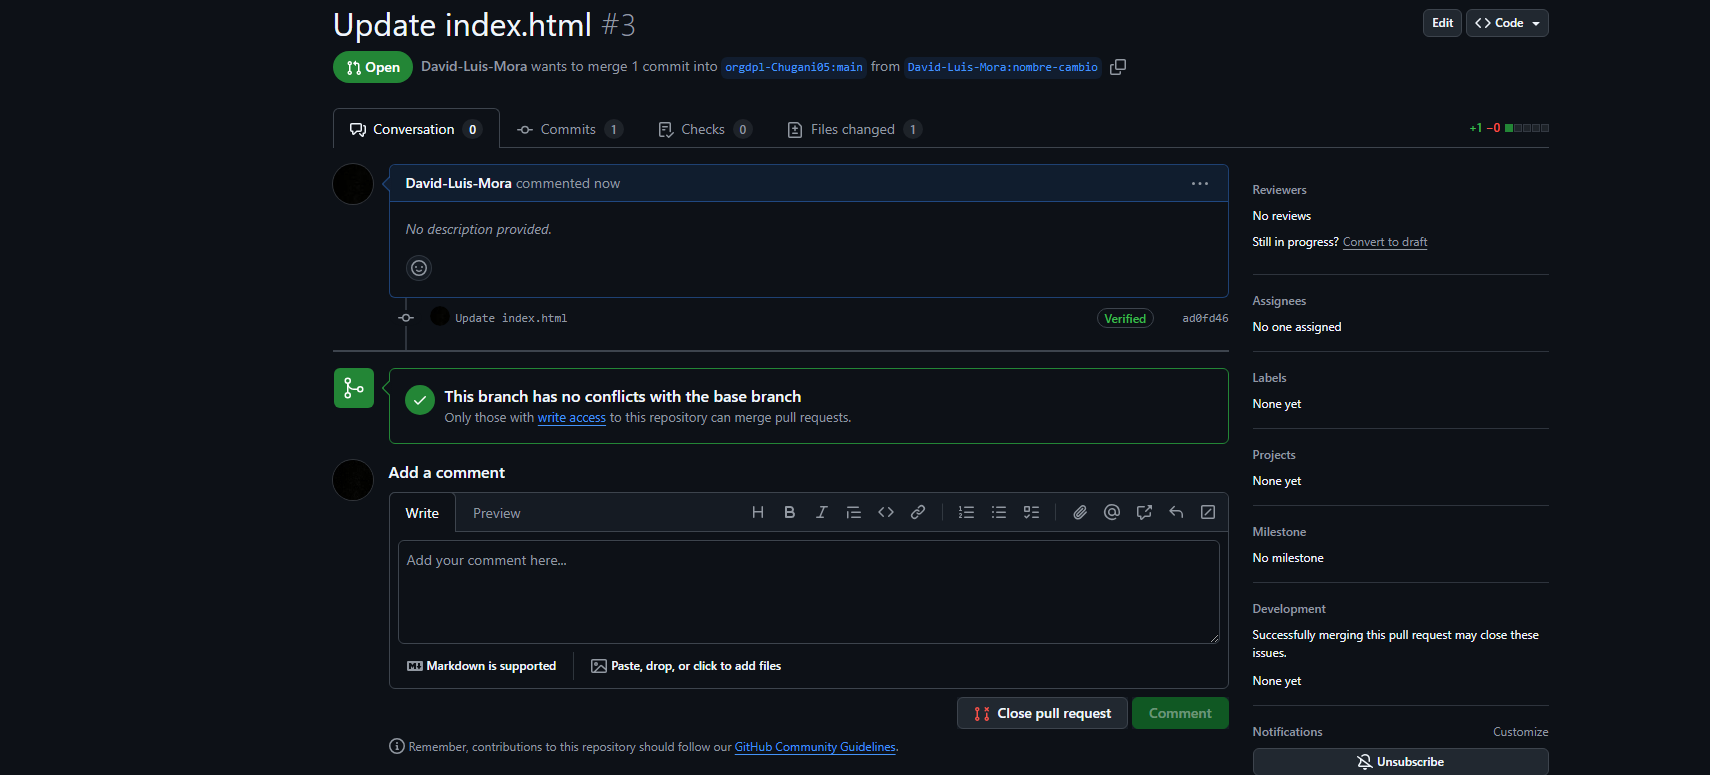 Update index.html #3
Edit
Code
Open
David-Luis-Mora wants to merge 1 commit into orgdpl-Chugani05:main from David-Luis-Mora:nombre-cambio
Conversation 0
Commits 1
Checks 0
Files changed 1
+1 −0
David-Luis-Mora commented now
No description provided.
Update index.html
Verified
ad0fd46
This branch has no conflicts with the base branch
Only those with write access to this repository can merge pull requests.
Add a comment
Write
Preview
Add your comment here...
Markdown is supported
Paste, drop, or click to add files
Close pull request
Comment
Remember, contributions to this repository should follow our GitHub Community Guidelines.
Reviewers
No reviews
Still in progress? Convert to draft
Assignees
No one assigned
Labels
None yet
Projects
None yet
Milestone
No milestone
Development
Successfully merging this pull request may close these
issues.
None yet
Notifications
Customize
Unsubscribe